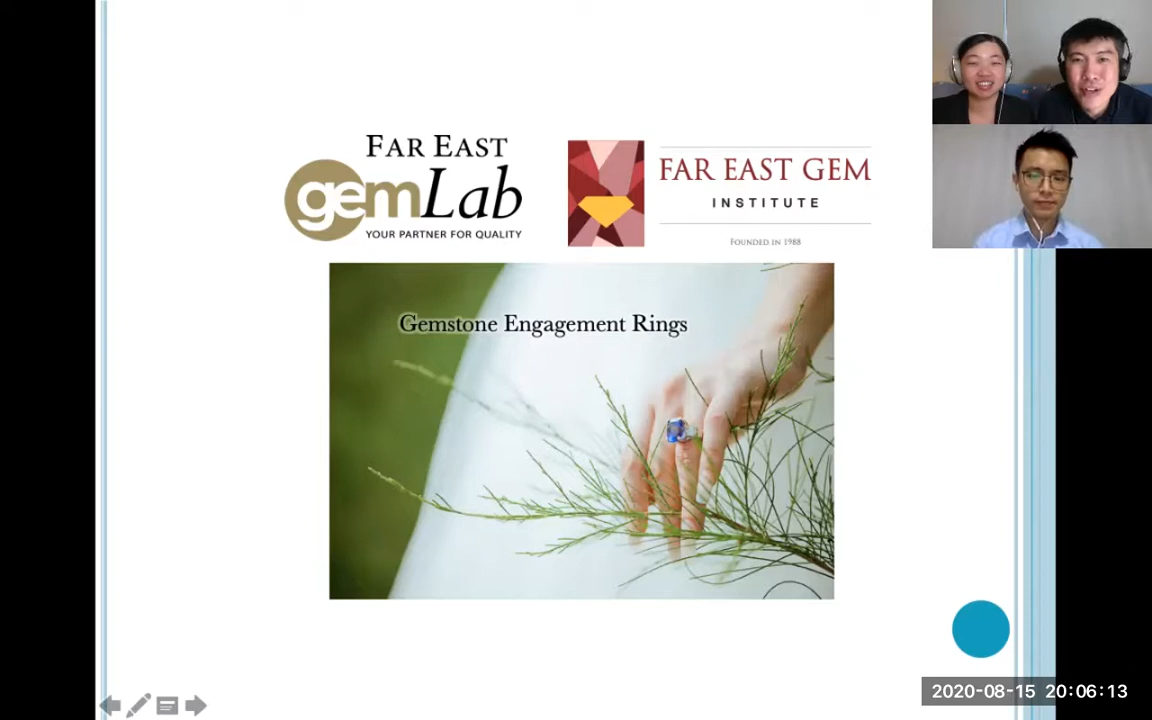 FAR EAST
gemLab
YOUR PARTNER FOR QUALITY
FAR EAST GEM
INSTITUTE
FOUNDED IN 1988
Gemstone Engagement Rings
2020-08-15 20:06:13